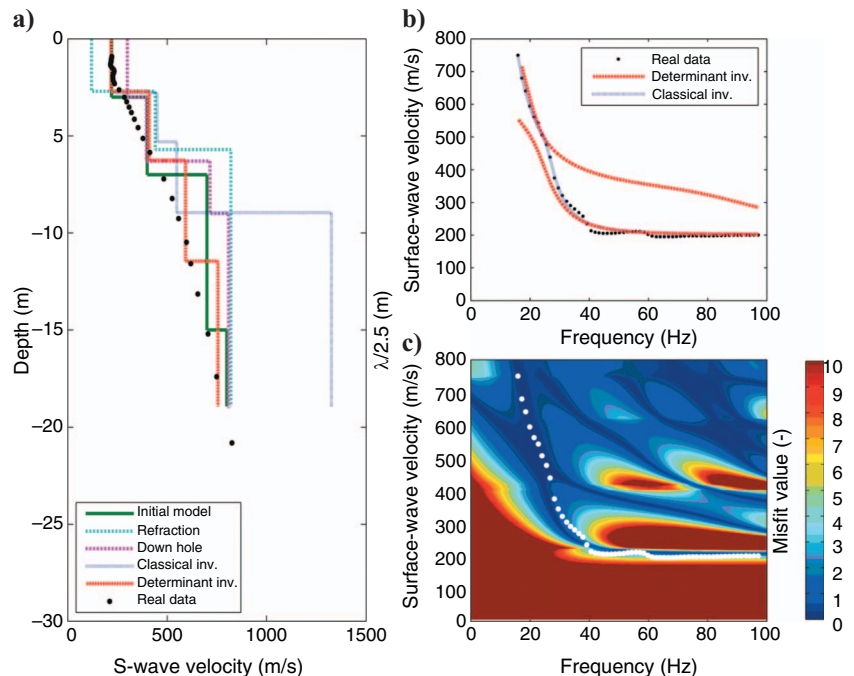 a)
0
−5
−10
−15
−20
−25
−30
Depth (m)
λ/2.5 (m)
Initial model
Refraction
Down hole
Classical inv.
Determinant inv.
Real data
0 500 1000 1500
S-wave velocity (m/s)
b)
800
700
600
500
400
300
200
100
0
Surface-wave velocity (m/s)
Real data
Determinant inv.
Classical inv.
0 20 40 60 80 100
Frequency (Hz)
c)
800
700
600
500
400
300
200
100
0
Surface-wave velocity (m/s)
0 20 40 60 80 100
Frequency (Hz)
10
9
8
7
6
5
4
3
2
1
0
Misfit value (-)